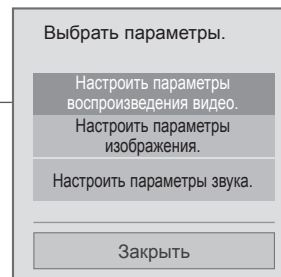 Выбрать параметры.
Настроить параметры
воспроизведения видео.
Настроить параметры
изображения.
Настроить параметры звука.
Закрыть